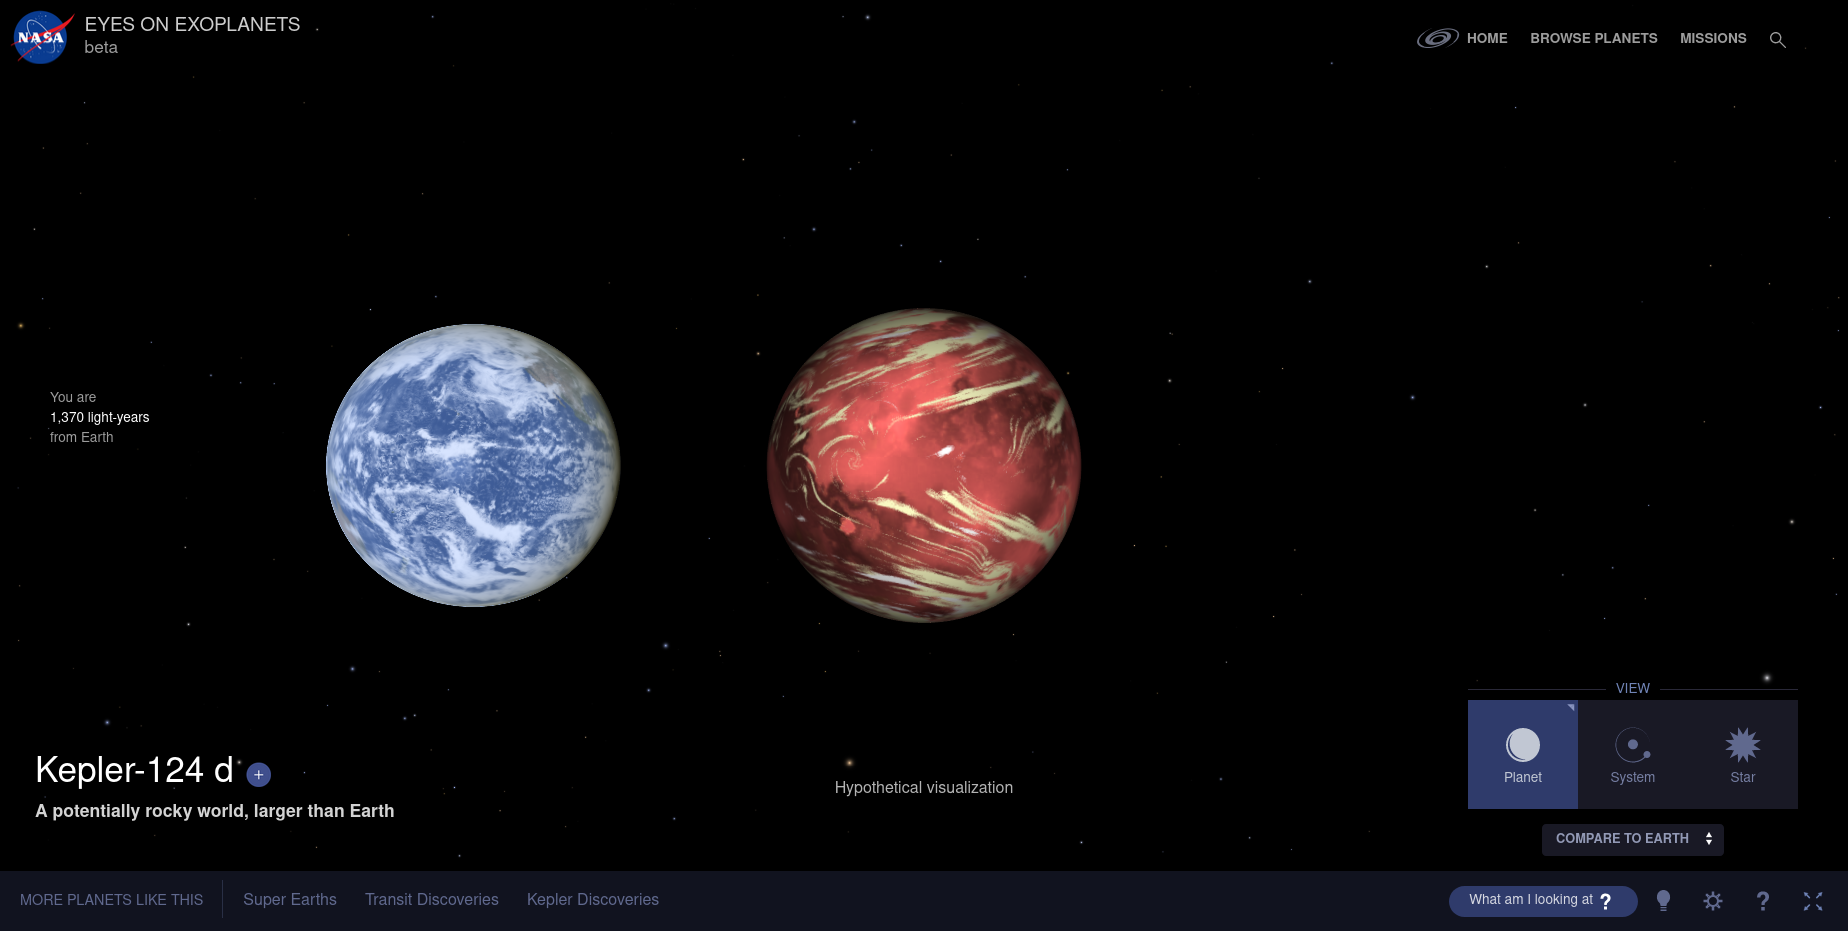 NASA
EYES ON EXOPLANETS
beta
HOME
BROWSE PLANETS
MISSIONS
You are
1,370 light-years
from Earth
Kepler-124 d +
A potentially rocky world, larger than Earth
Hypothetical visualization
VIEW
Planet
System
Star
COMPARE TO EARTH
MORE PLANETS LIKE THIS
Super Earths
Transit Discoveries
Kepler Discoveries
What am I looking at ?
?